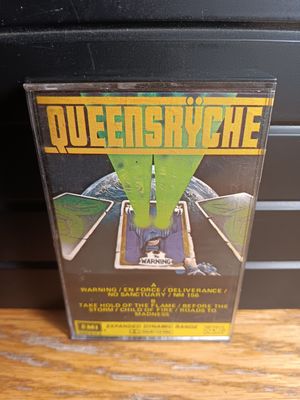 QUEENSRŸCHE
WARNING
A
WARNING / EN FORCE / DELIVERANCE /
NO SANCTUARY / NM 156
TAKE HOLD OF THE FLAME / BEFORE THE
STORM / CHILD OF FIRE / ROADS TO
MADNESS
EMI
EXPANDED DYNAMIC RANGE